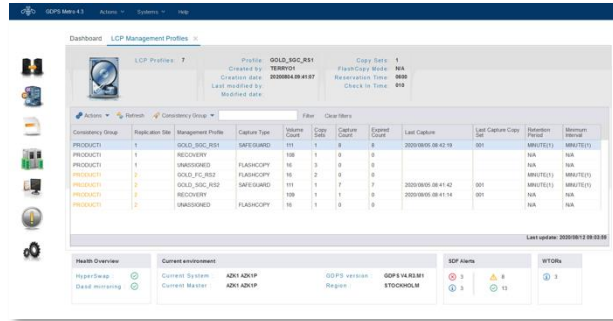 GDPS Metro 4.3 Actions Systems Help
Dashboard LCP Management Profiles
LCP Profiles: 7
Profile: GOLD_SGC_RS1
Created by: TERRYO1
Creation date: 20200804.08.41:07
Last modified by:
Modified date:
Copy Sets: 1
FlashCopy Mode: N/A
Reservation Time: 0600
Check in Time: 010
Actions Refresh Consistency Group Filter Clear filters
Consistency Group Replication Site Management Profile Capture Type Volume Count Copy Sets Capture Count Expired Count Last Capture Last Capture Copy Set Retention Period Minimum Interval
PRODUCTI 1 GOLD_SGC_RS1 SAFEGUARD 111 1 8 8 2020/08/05.08:43:19 001 MINUTE(1) MINUTE(1)
PRODUCTI 1 RECOVERY 108 1 0 0 N/A N/A
PRODUCTI 1 UNASSIGNED FLASHCOPY 16 3 0 0 N/A N/A
PRODUCTI 2 GOLD_FC_RS2 FLASHCOPY 16 2 0 0 MINUTE(1) MINUTE(1)
PRODUCTI 2 GOLD_SGC_RS2 SAFEGUARD 111 1 7 7 2020/08/05.08:41:42 001 MINUTE(1) MINUTE(1)
PRODUCTI 2 RECOVERY 109 1 1 0 2020/08/05.08:41:14 001 N/A N/A
PRODUCTI 2 UNASSIGNED FLASHCOPY 16 1 0 0 N/A N/A
Last update: 2020/08/12 09:03:00
Health Overview Current environment SDF Alerts WTORs
HyperSwap : Current System : AZK1 AZK1P GDPS version : GDPS V4.R3.M1 3 8 3
Dasd mirroring : Current Master : AZK1 AZK1P Region : STOCKHOLM 3 13